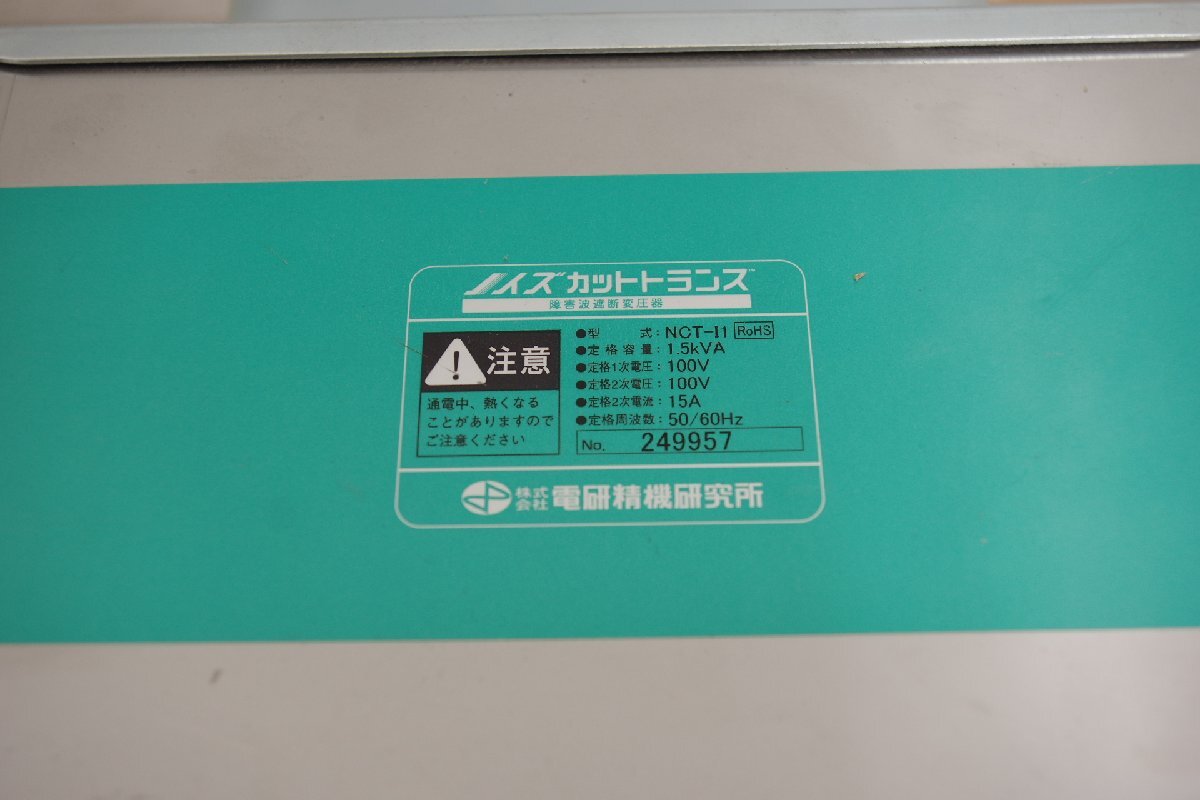 ノイズカットトランス™
障害波遮断変圧器
注意
通電中、熱くなる
ことがありますので
ご注意ください
●型 式：NCT-I1 RoHS
●定格容量：1.5kVA
●定格1次電圧：100V
●定格2次電圧：100V
●定格2次電流：15A
●定格周波数：50/60Hz
No. 249957
株式会社 電研精機研究所